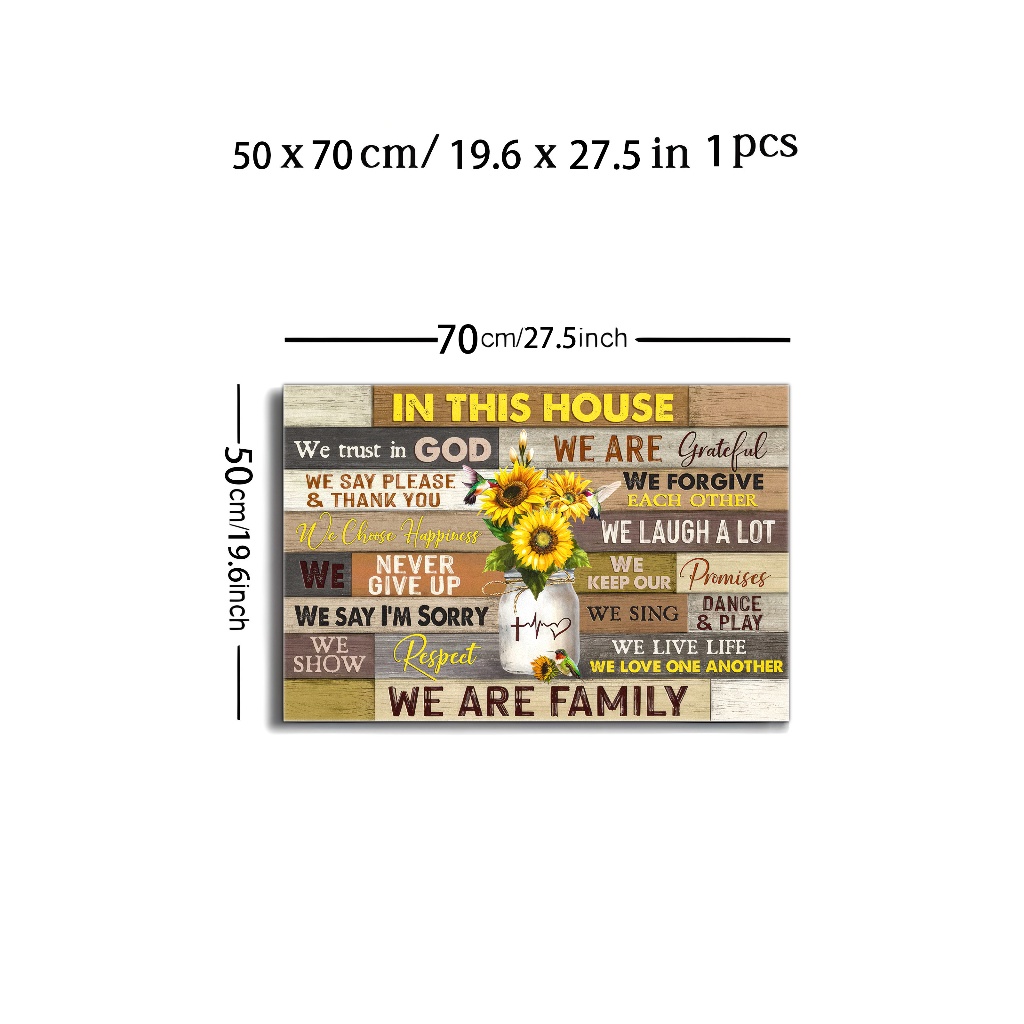 50 x 70 cm/ 19.6 x 27.5 in 1 pcs
70cm/27.5inch
50cm/19.6inch
IN THIS HOUSE
We trust in GOD
WE ARE Grateful
WE SAY PLEASE
& THANK YOU
WE FORGIVE
EACH OTHER
We Choose Happiness
WE LAUGH A LOT
WE NEVER
GIVE UP
WE
KEEP OUR Promises
WE SAY I'M SORRY
WE SING DANCE
& PLAY
WE
SHOW Respect
WE LIVE LIFE
WE LOVE ONE ANOTHER
WE ARE FAMILY